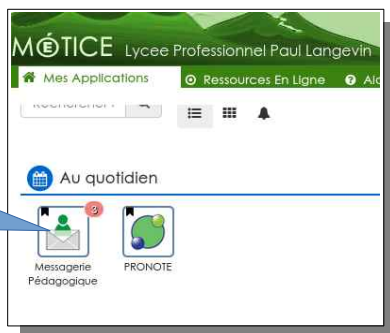 MÉTICE Lycee Professionnel Paul Langevin
Mes Applications Ressources En Ligne
Au quotidien
3
Messagerie
Pédagogique
PRONOTE